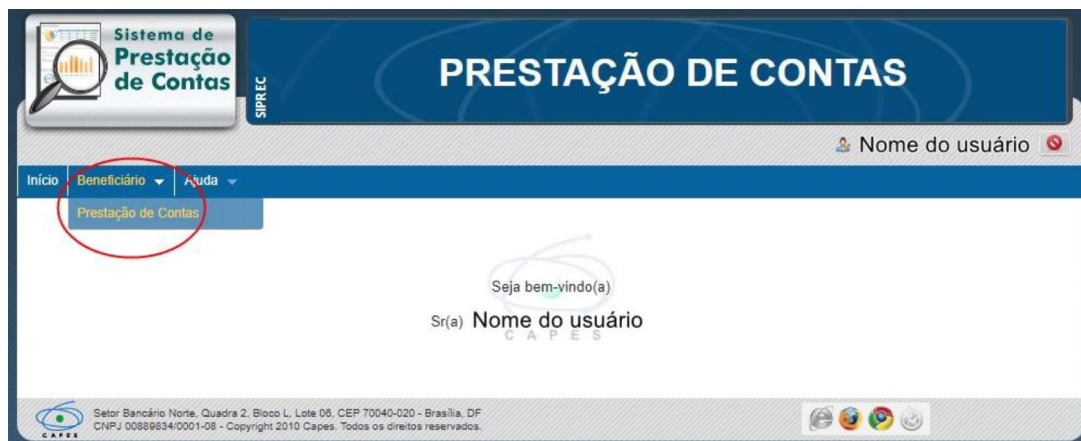 Sistema de
Prestação
de Contas
SIPREC
PRESTAÇÃO DE CONTAS
Nome do usuário
Início Beneficiário Ajuda
Prestação de Contas
Seja bem-vindo(a)
Sr(a) Nome do usuário
CAPES
Setor Bancário Norte, Quadra 2, Bloco L, Lote 06, CEP 70040-020 - Brasília, DF
CNPJ 00889834/0001-08 - Copyright 2010 Capes. Todos os direitos reservados.
CAPES